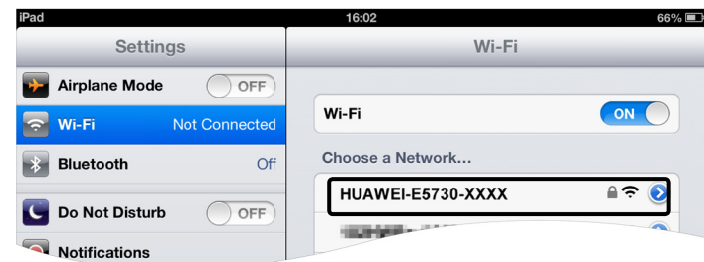 iPad 16:02 66%
Settings
Wi-Fi
Airplane Mode OFF
Wi-Fi Not Connected
Bluetooth Off
Do Not Disturb OFF
Notifications
Wi-Fi ON
Choose a Network...
HUAWEI-E5730-XXXX